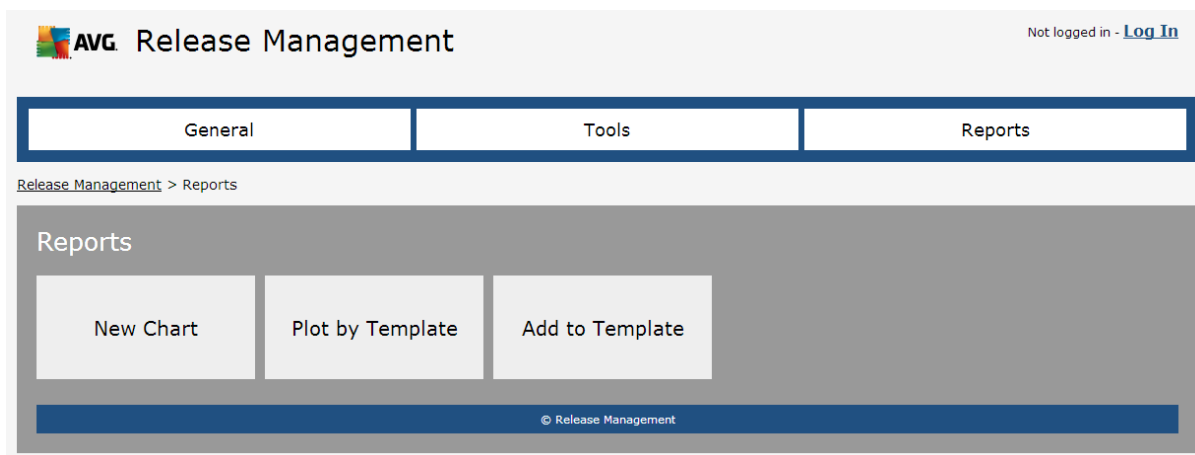 AVG. Release Management
Not logged in - Log In
General
Tools
Reports
Release Management > Reports
Reports
New Chart
Plot by Template
Add to Template
© Release Management